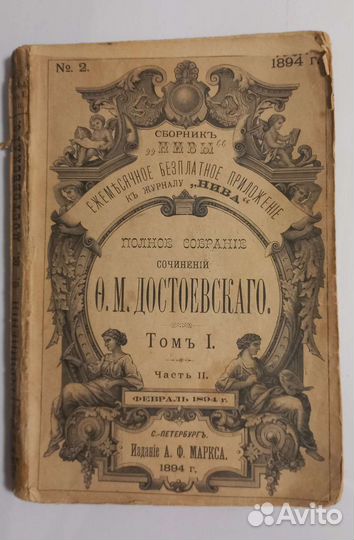 № 2.
1894 г.
СБОРНИКЪ
„НИВЫ“
ЕЖЕМѢСЯЧНОЕ БЕЗПЛАТНОЕ ПРИЛОЖЕНІЕ
КЪ ЖУРНАЛУ „НИВА“
ПОЛНОЕ СОБРАНІЕ
СОЧИНЕНІЙ
Ѳ. М. ДОСТОЕВСКАГО.
ТОМЪ I.
ЧАСТЬ II.
ФЕВРАЛЬ 1894 г.
С.-ПЕТЕРБУРГЪ.
Изданіе А. Ф. МАРКСА.
1894 г.
Avito